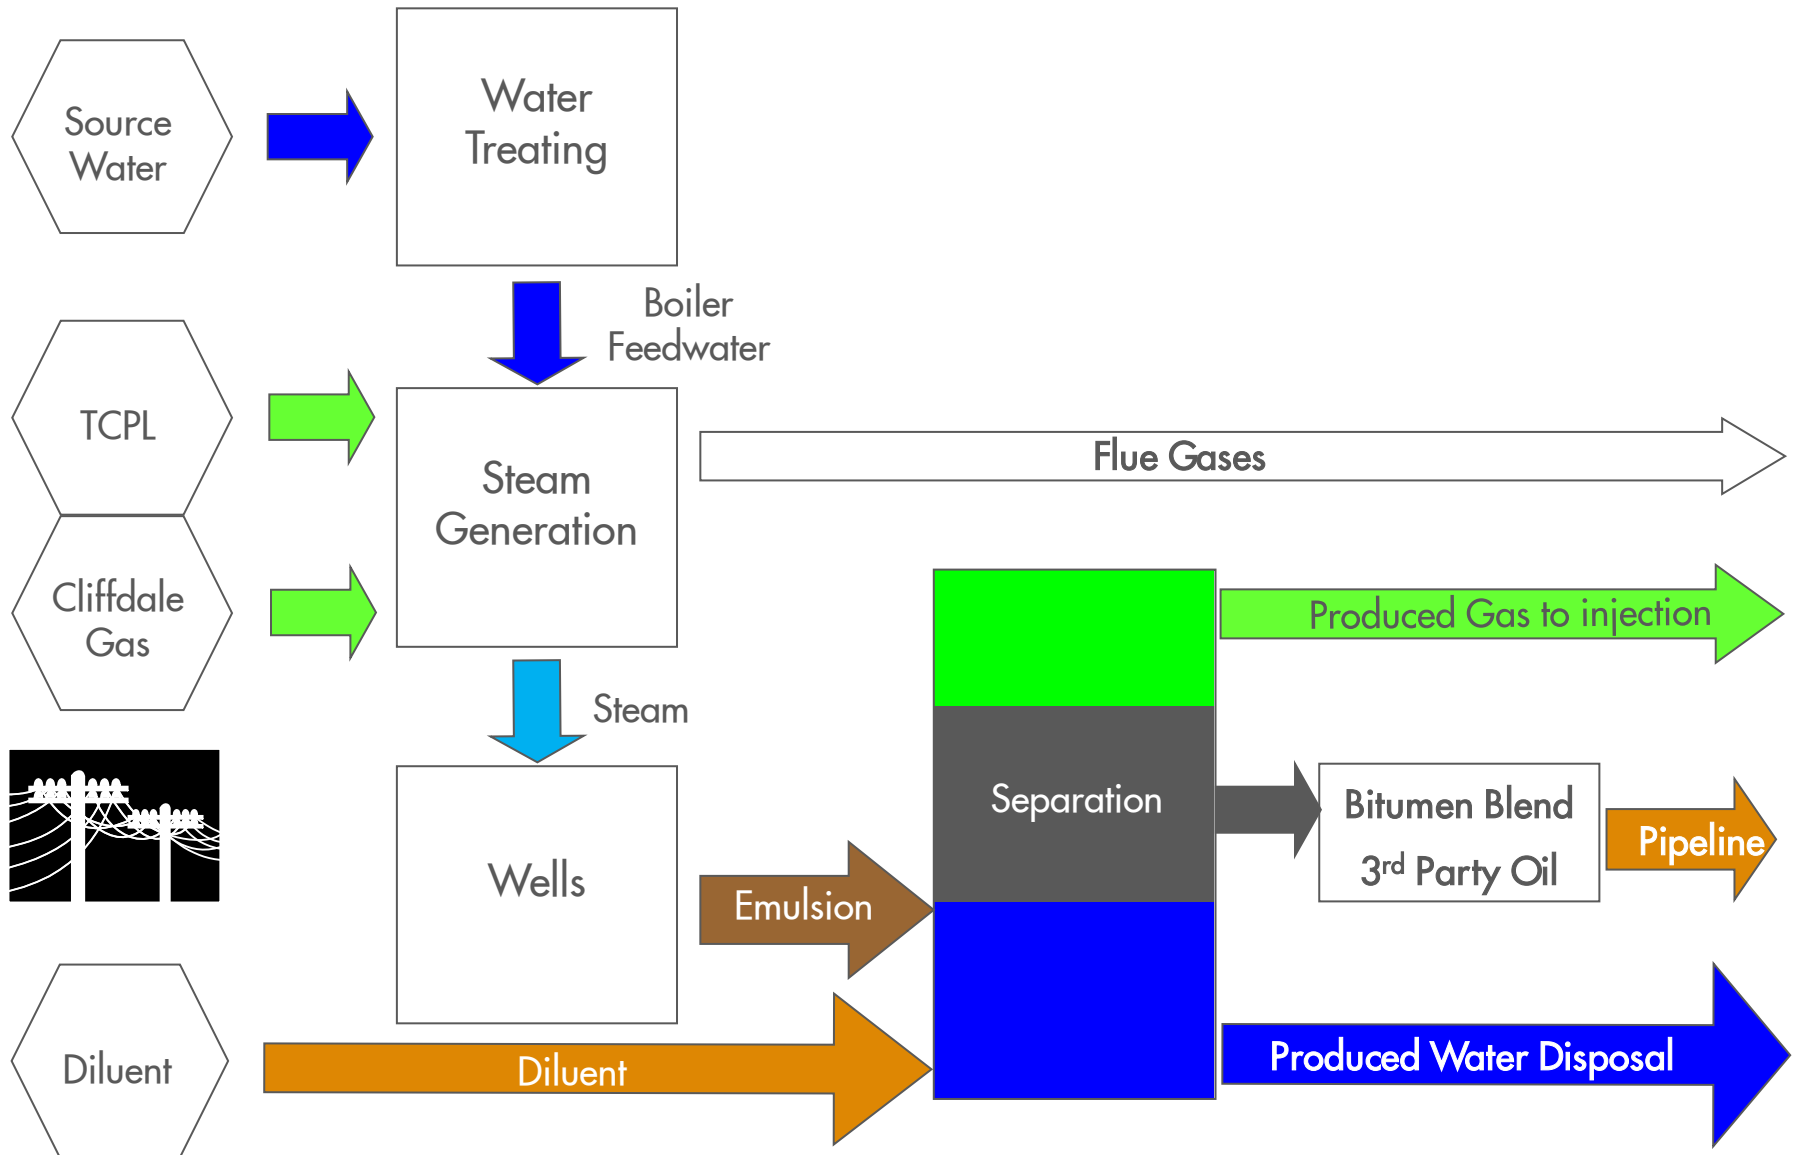 Source
Water
Water
Treating
Boiler
Feedwater
TCPL
Steam
Generation
Flue Gases
Cliffdale
Gas
Produced Gas to injection
Steam
Separation
Bitumen Blend
3rd Party Oil
Pipeline
Wells
Emulsion
Diluent
Diluent
Produced Water Disposal